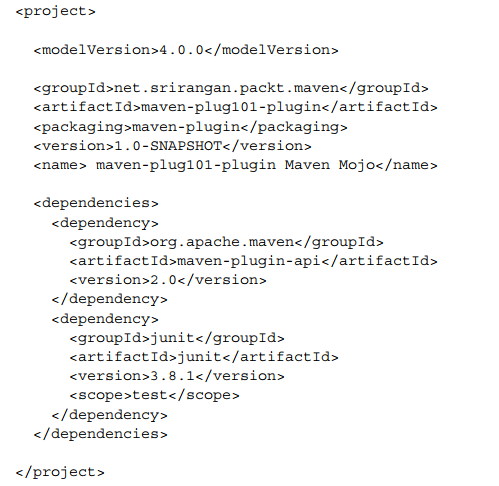 <project>
<modelVersion>4.0.0</modelVersion>
<groupId>net.srirangan.packt.maven</groupId>
<artifactId>maven-plug101-plugin</artifactId>
<packaging>maven-plugin</packaging>
<version>1.0-SNAPSHOT</version>
<name> maven-plug101-plugin Maven Mojo</name>
<dependencies>
<dependency>
<groupId>org.apache.maven</groupId>
<artifactId>maven-plugin-api</artifactId>
<version>2.0</version>
</dependency>
<dependency>
<groupId>junit</groupId>
<artifactId>junit</artifactId>
<version>3.8.1</version>
<scope>test</scope>
</dependency>
</dependencies>
</project>